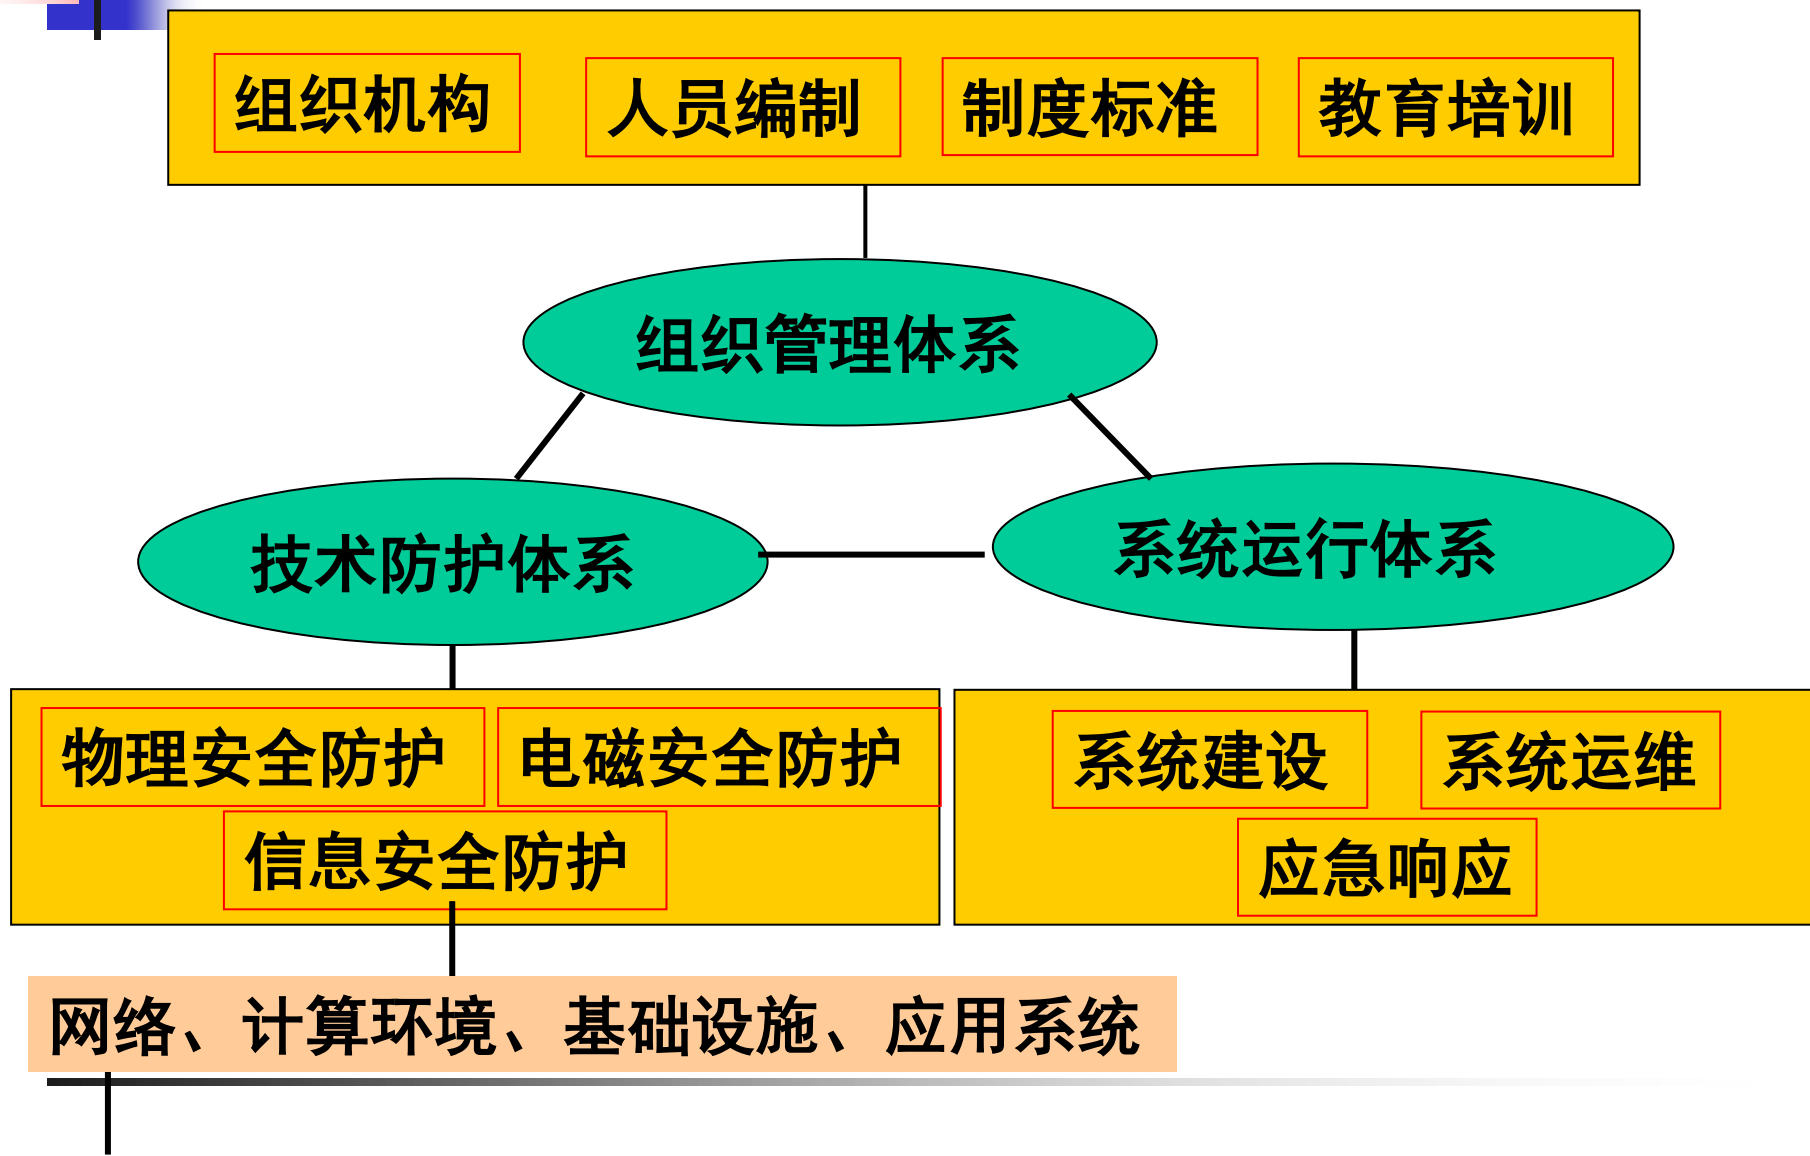 组织机构 人员编制 制度标准 教育培训
组织管理体系
技术防护体系 系统运行体系
物理安全防护 电磁安全防护 系统建设 系统运维
信息安全防护 应急响应
网络、计算环境、基础设施、应用系统